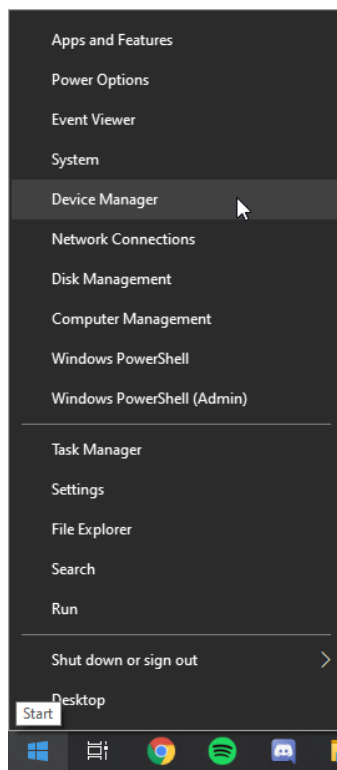 Apps and Features
Power Options
Event Viewer
System
Device Manager
Network Connections
Disk Management
Computer Management
Windows PowerShell
Windows PowerShell (Admin)
Task Manager
Settings
File Explorer
Search
Run
Shut down or sign out
Desktop
Start